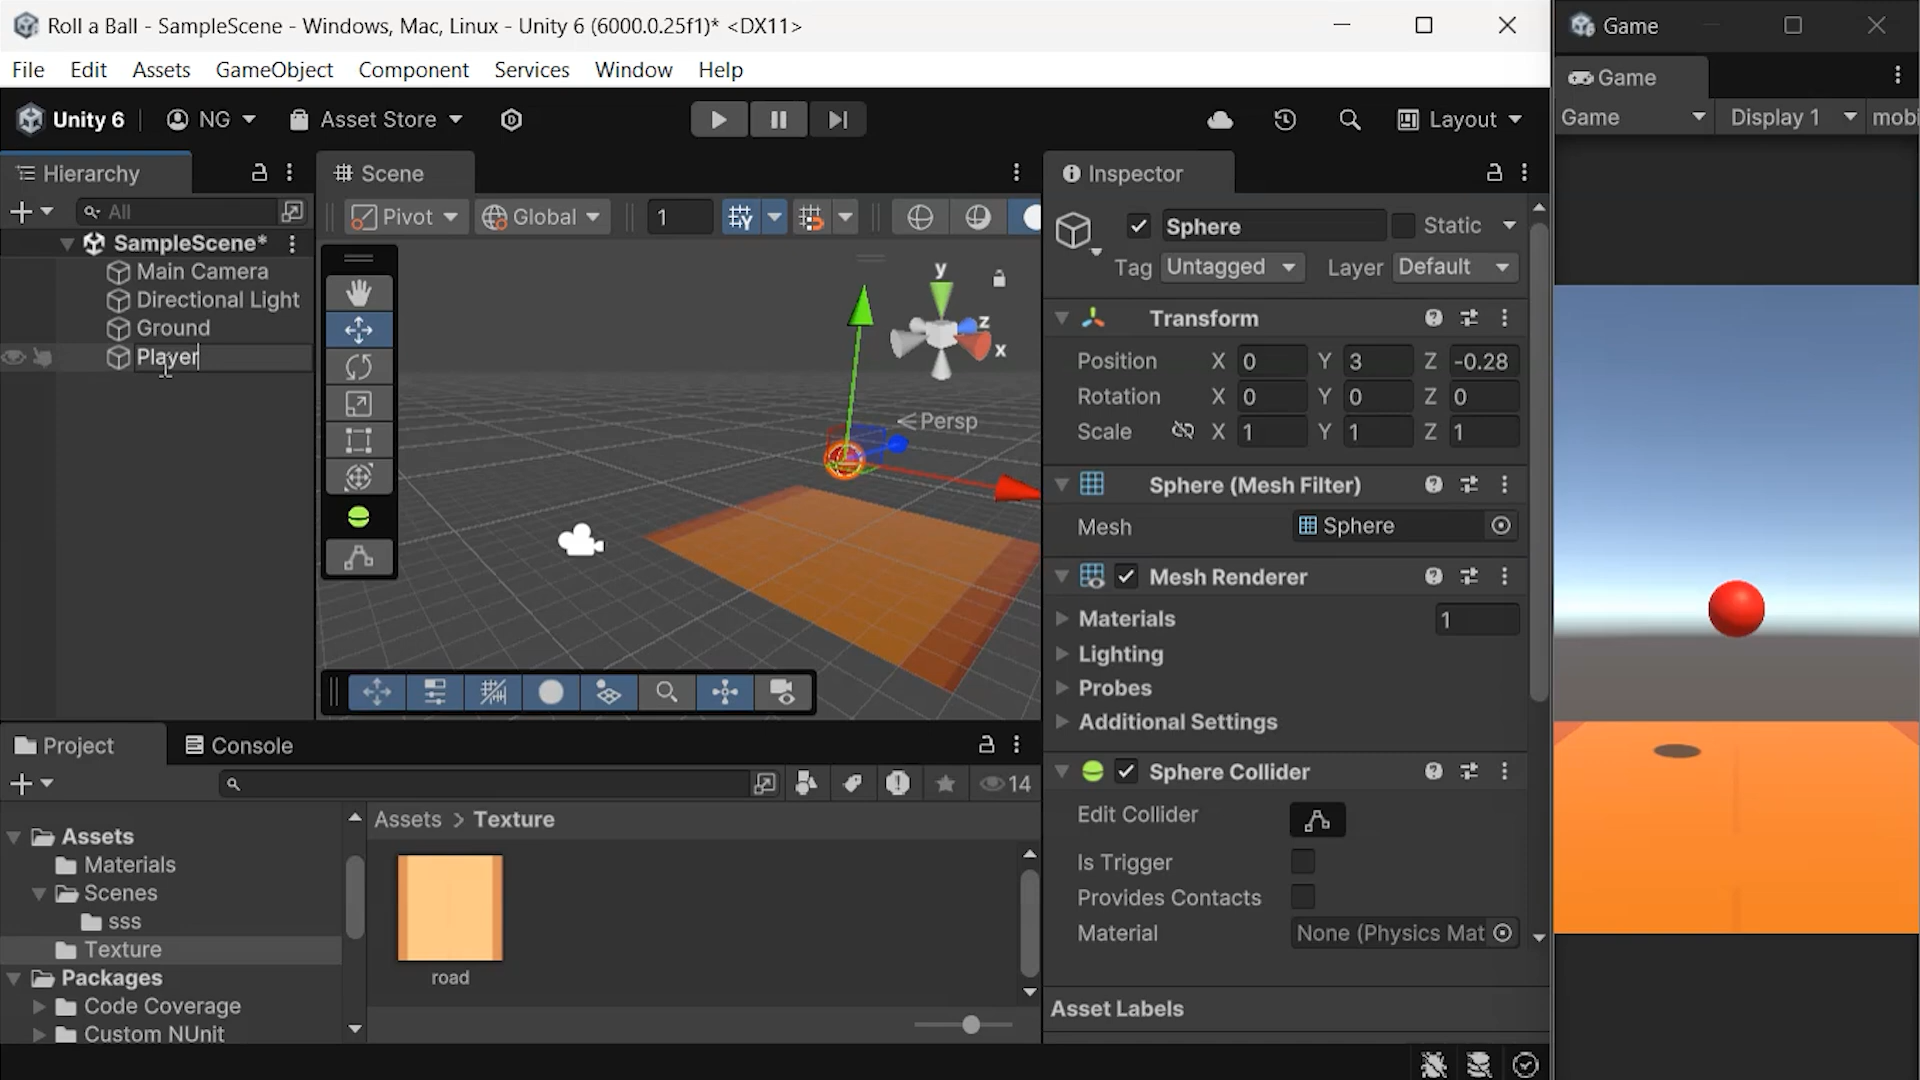 Roll a Ball - SampleScene - Windows, Mac, Linux - Unity 6 (6000.0.25f1)* <DX11>
Game
File Edit Assets GameObject Component Services Window Help
Game
Unity 6 NG Asset Store Layout
Game Display 1 mobi
Hierarchy
Scene
Inspector
All
Pivot Global 1
Sphere Static
SampleScene*
Tag Untagged Layer Default
Main Camera
Directional Light
Ground
Player
y
z
x
Persp
Transform
Position X 0 Y 3 Z -0.28
Rotation X 0 Y 0 Z 0
Scale X 1 Y 1 Z 1
Sphere (Mesh Filter)
Mesh Sphere
Mesh Renderer
Materials 1
Lighting
Probes
Additional Settings
Sphere Collider
Edit Collider
Is Trigger
Provides Contacts
Material None (Physics Mat
Asset Labels
Project Console
14
Assets
Materials
Scenes
sss
Texture
Packages
Code Coverage
Custom NUnit
Assets > Texture
road